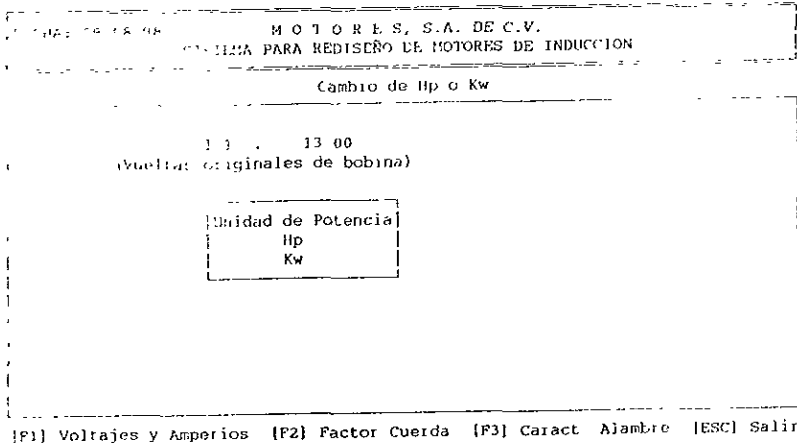 M O T O R E S, S.A. DE C.V.
PARA REDISEÑO DE MOTORES DE INDUCCION
Cambio de Hp o Kw
13 00
(Vueltas originales de bobina)
Unidad de Potencia
Hp
Kw
[F1] Voltajes y Amperios [F2] Factor Cuerda [F3] Caract Alambre [ESC] Salir